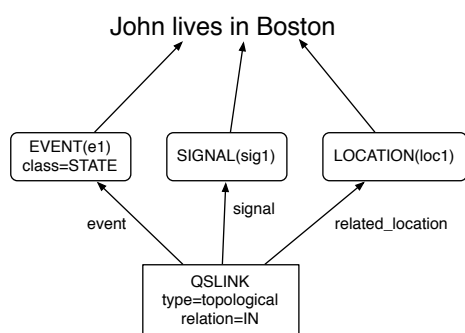 John lives in Boston
EVENT(e1)
class=STATE
SIGNAL(sig1)
LOCATION(loc1)
event
signal
related_location
QSLINK
type=topological
relation=IN